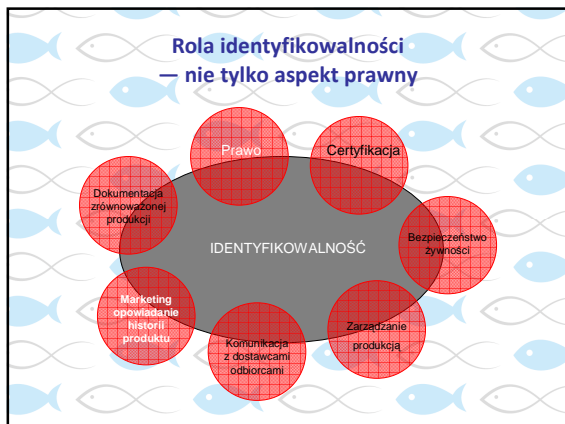 Rola identyfikowalności
— nie tylko aspekt prawny
Prawo
Certyfikacja
Dokumentacja
zrównoważonej
produkcji
IDENTYFIKOWALNOŚĆ
Bezpieczeństwo
żywności
Marketing
opowiadanie
historii
produktu
Komunikacja
z dostawcami
odbiorcami
Zarządzanie
produkcją